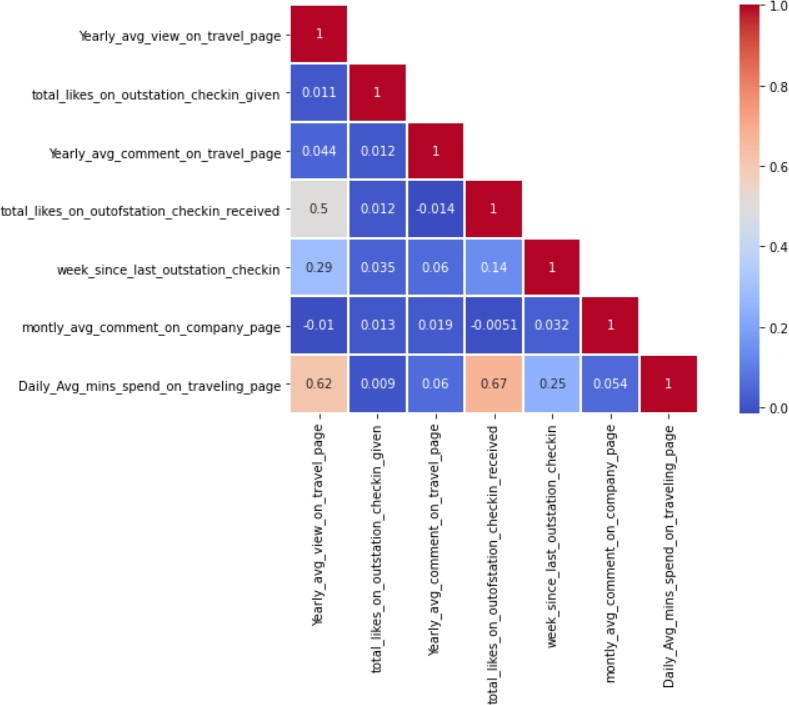 Yearly_avg_view_on_travel_page 1
total_likes_on_outstation_checkin_given 0.011 1
Yearly_avg_comment_on_travel_page 0.044 0.012 1
total_likes_on_outofstation_checkin_received 0.5 0.012 -0.014 1
week_since_last_outstation_checkin 0.29 0.035 0.06 0.14 1
montly_avg_comment_on_company_page -0.01 0.013 0.019 -0.0051 0.032 1
Daily_Avg_mins_spend_on_traveling_page 0.62 0.009 0.06 0.67 0.25 0.054 1
Yearly_avg_view_on_travel_page
total_likes_on_outstation_checkin_given
Yearly_avg_comment_on_travel_page
total_likes_on_outofstation_checkin_received
week_since_last_outstation_checkin
montly_avg_comment_on_company_page
Daily_Avg_mins_spend_on_traveling_page
1.0
0.8
0.6
0.4
0.2
0.0